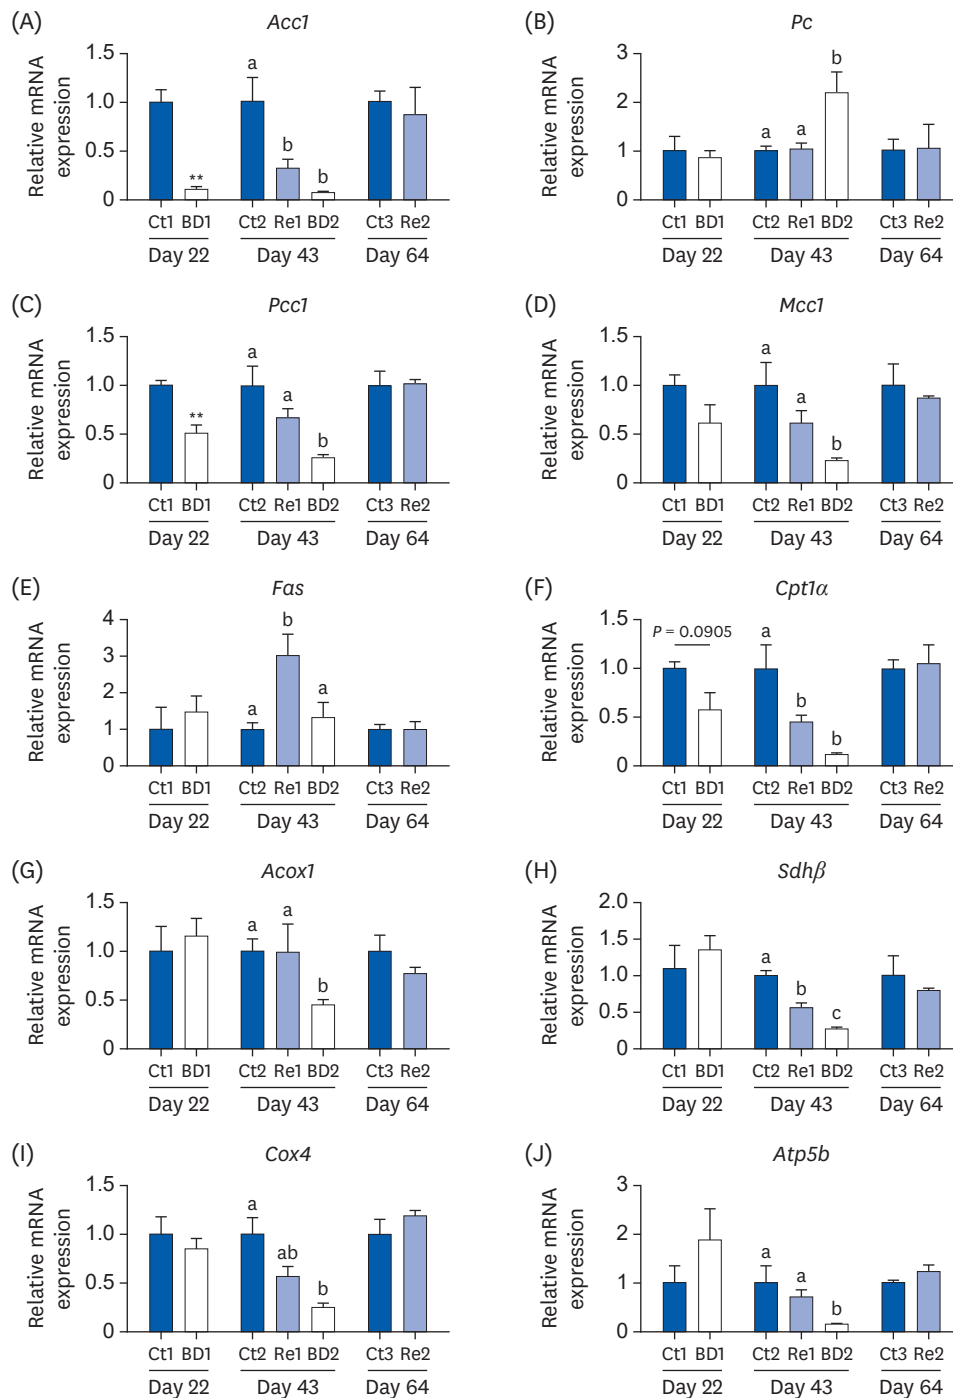 (A)
Acc1
Relative mRNA
expression
1.5
1.0
0.5
0
**
a
b
b
Ct1 BD1 Ct2 Re1 BD2 Ct3 Re2
Day 22 Day 43 Day 64
(B)
Pc
Relative mRNA
expression
3
2
1
0
a
a
b
Ct1 BD1 Ct2 Re1 BD2 Ct3 Re2
Day 22 Day 43 Day 64
(C)
Pcc1
Relative mRNA
expression
1.5
1.0
0.5
0
**
a
a
b
Ct1 BD1 Ct2 Re1 BD2 Ct3 Re2
Day 22 Day 43 Day 64
(D)
Mcc1
Relative mRNA
expression
1.5
1.0
0.5
0
a
a
b
Ct1 BD1 Ct2 Re1 BD2 Ct3 Re2
Day 22 Day 43 Day 64
(E)
Fas
Relative mRNA
expression
4
3
2
1
0
a
b
a
Ct1 BD1 Ct2 Re1 BD2 Ct3 Re2
Day 22 Day 43 Day 64
(F)
Cpt1α
Relative mRNA
expression
1.5
1.0
0.5
0
P = 0.0905
a
b
b
Ct1 BD1 Ct2 Re1 BD2 Ct3 Re2
Day 22 Day 43 Day 64
(G)
Acox1
Relative mRNA
expression
1.5
1.0
0.5
0
a
a
b
Ct1 BD1 Ct2 Re1 BD2 Ct3 Re2
Day 22 Day 43 Day 64
(H)
Sdhβ
Relative mRNA
expression
2.0
1.5
1.0
0.5
0
a
b
c
Ct1 BD1 Ct2 Re1 BD2 Ct3 Re2
Day 22 Day 43 Day 64
(I)
Cox4
Relative mRNA
expression
1.5
1.0
0.5
0
a
ab
b
Ct1 BD1 Ct2 Re1 BD2 Ct3 Re2
Day 22 Day 43 Day 64
(J)
Atp5b
Relative mRNA
expression
3
2
1
0
a
a
b
Ct1 BD1 Ct2 Re1 BD2 Ct3 Re2
Day 22 Day 43 Day 64